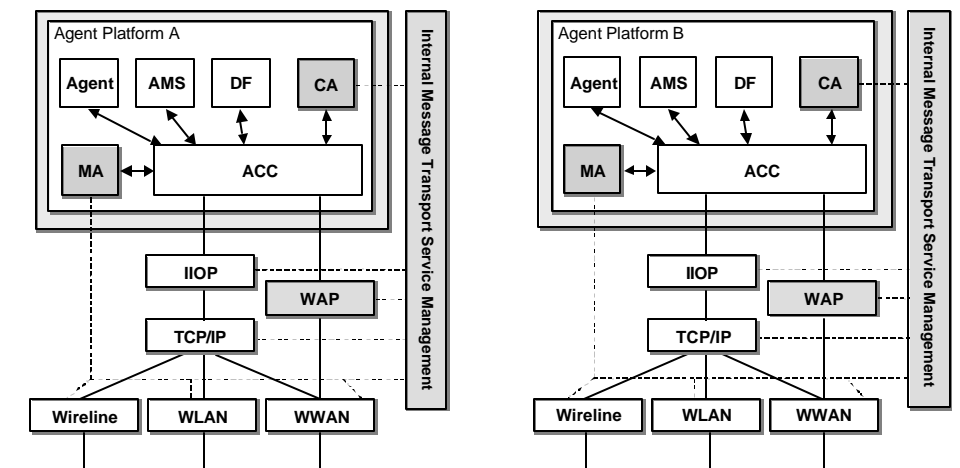 Agent Platform A
Agent
AMS
DF
CA
MA
ACC
IIOP
WAP
TCP/IP
Wireline
WLAN
WWAN
Internal Message Transport Service Management
Agent Platform B
Agent
AMS
DF
CA
MA
ACC
IIOP
WAP
TCP/IP
Wireline
WLAN
WWAN
Internal Message Transport Service Management